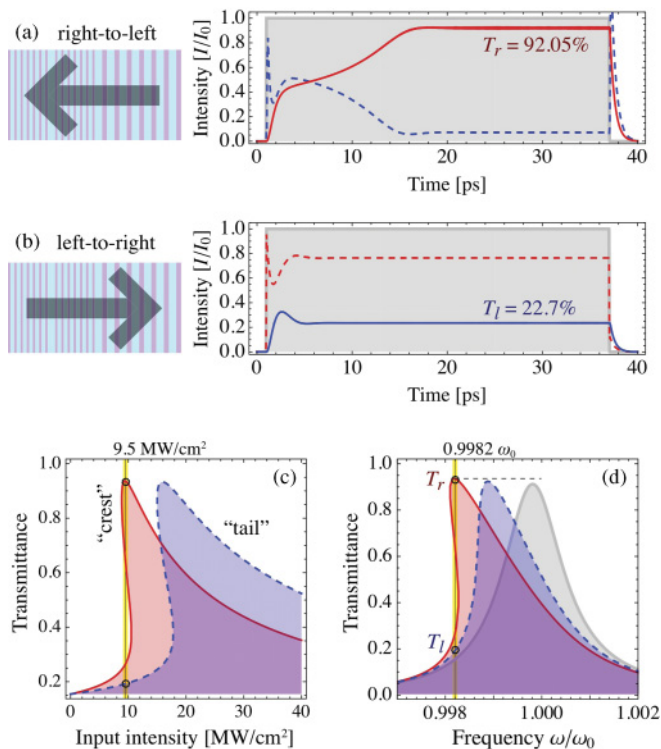 (a) right-to-left
Intensity [I/I₀]
1.0
0.8
0.6
0.4
0.2
0.0
Tᵣ = 92.05%
0 10 20 30 40
Time [ps]
(b) left-to-right
Intensity [I/I₀]
1.0
0.8
0.6
0.4
0.2
0.0
Tₗ = 22.7%
0 10 20 30 40
Time [ps]
9.5 MW/cm²
(c)
Transmittance
1.0
0.8
0.6
0.4
0.2
“crest”
“tail”
0 10 20 30 40
Input intensity [MW/cm²]
0.9982 ω₀
(d)
Transmittance
1.0
0.8
0.6
0.4
0.2
0.0
Tᵣ
Tₗ
0.998 1.000 1.002
Frequency ω/ω₀